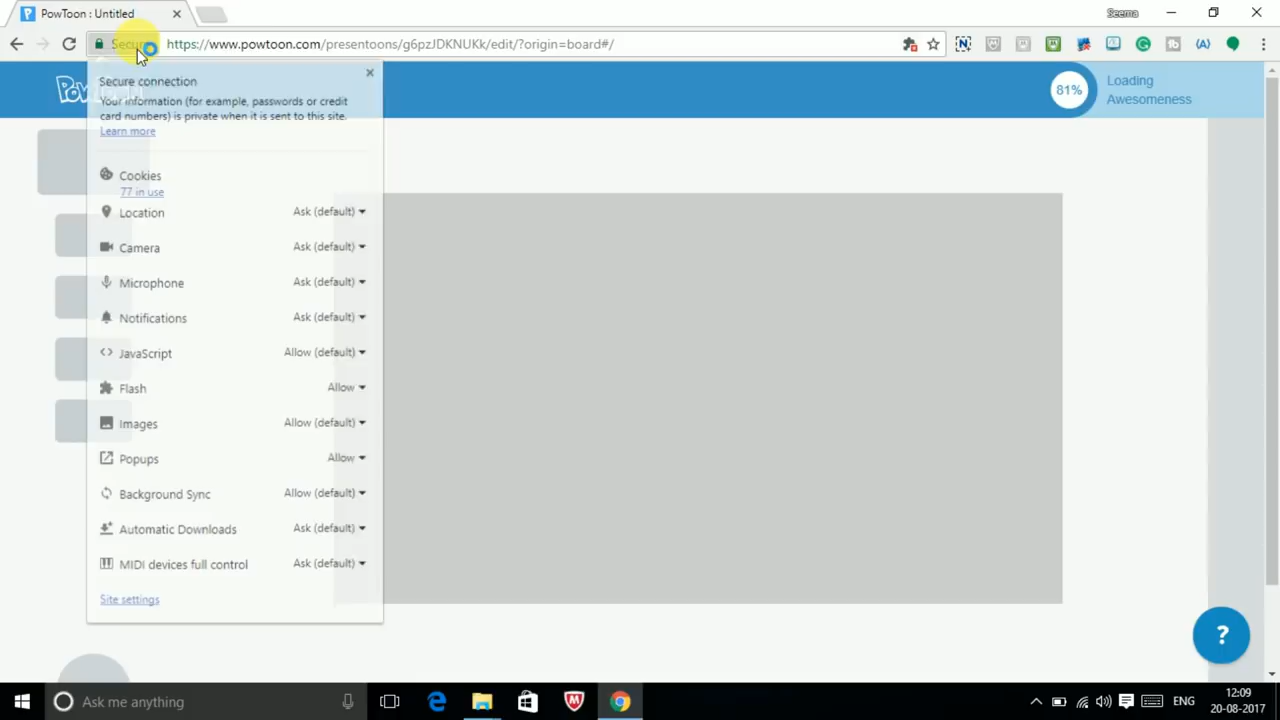 PowToon : Untitled
Seema
Secure
https://www.powtoon.com/presentoons/g6pzJDKNUKk/edit/?origin=board#/
Secure connection
Your information (for example, passwords or credit
card numbers) is private when it is sent to this site.
Learn more
81%
Loading
Awesomeness
Cookies
77 in use
Location Ask (default)
Camera Ask (default)
Microphone Ask (default)
Notifications Ask (default)
JavaScript Allow (default)
Flash Allow
Images Allow (default)
Popups Allow
Background Sync Allow (default)
Automatic Downloads Ask (default)
MIDI devices full control Ask (default)
Site settings
?
Ask me anything
ENG
12:09
20-08-2017